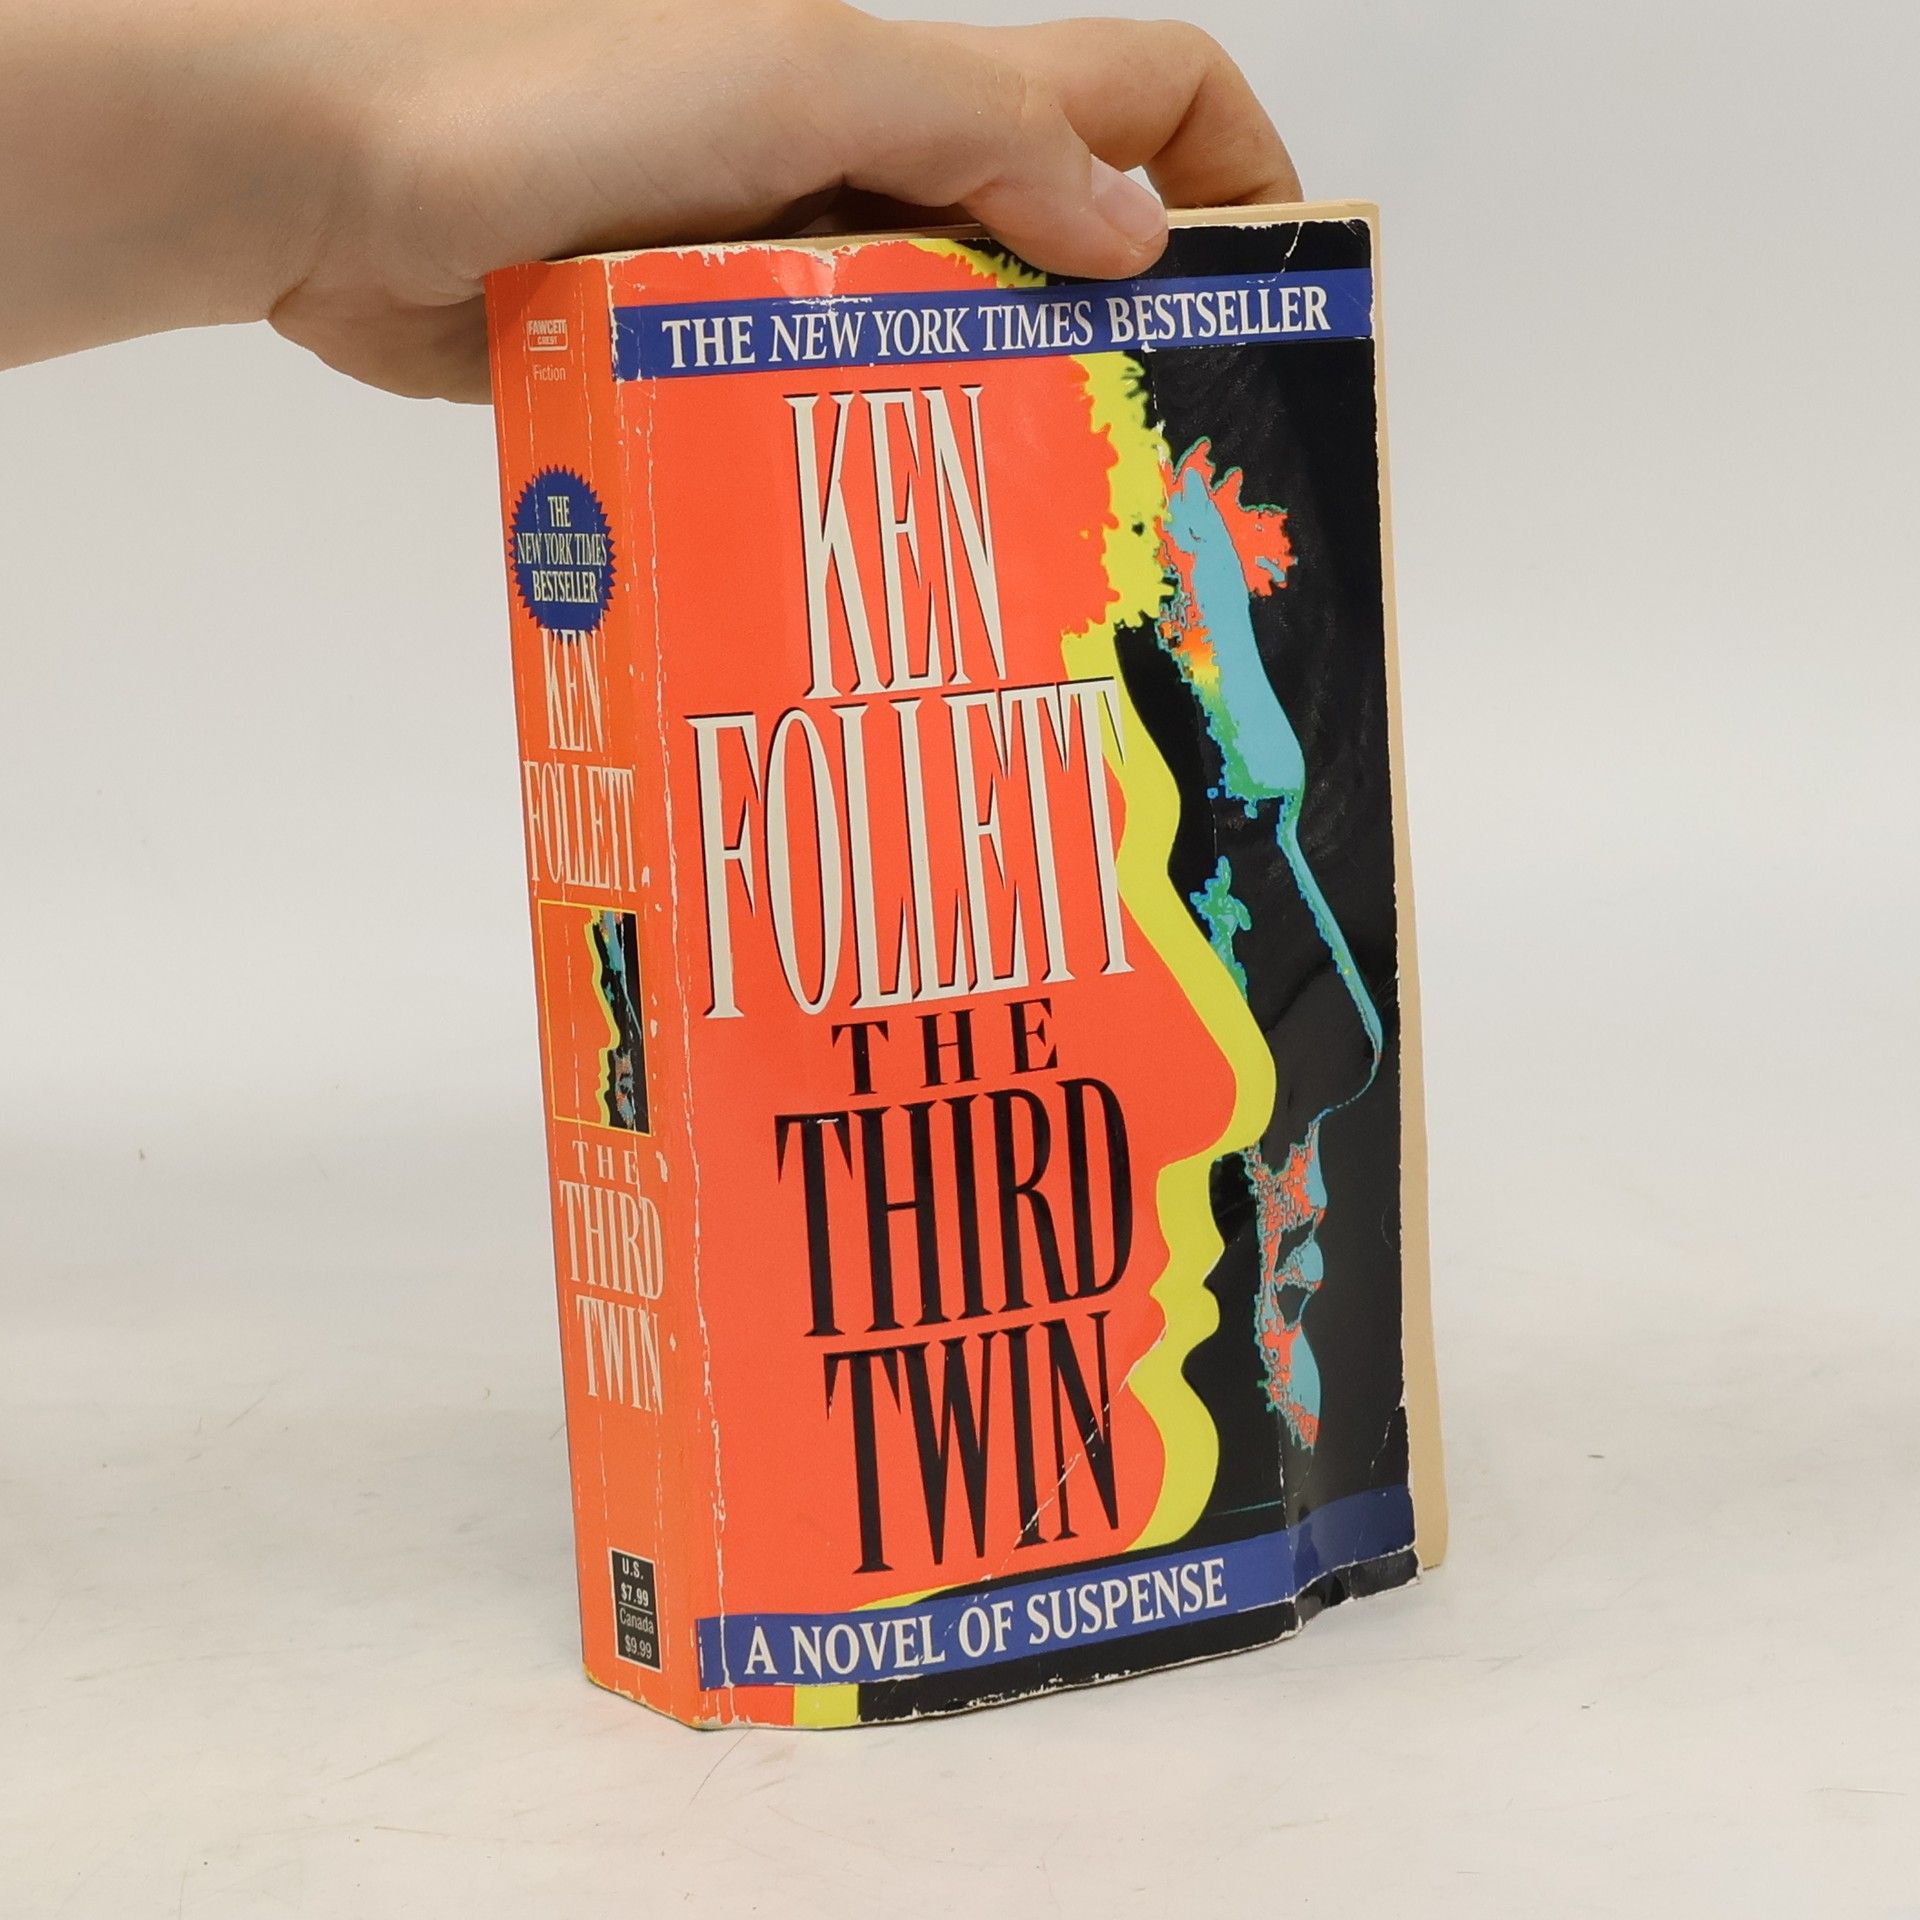 FAWCETT
CREST
Fiction
THE
NEW YORK TIMES
BESTSELLER
KEN
FOLLETT
THE
THIRD
TWIN
U.S.
$7.99
Canada
$9.99
THE NEW YORK TIMES BESTSELLER
KEN
FOLLETT
THE
THIRD
TWIN
A NOVEL OF SUSPENSE